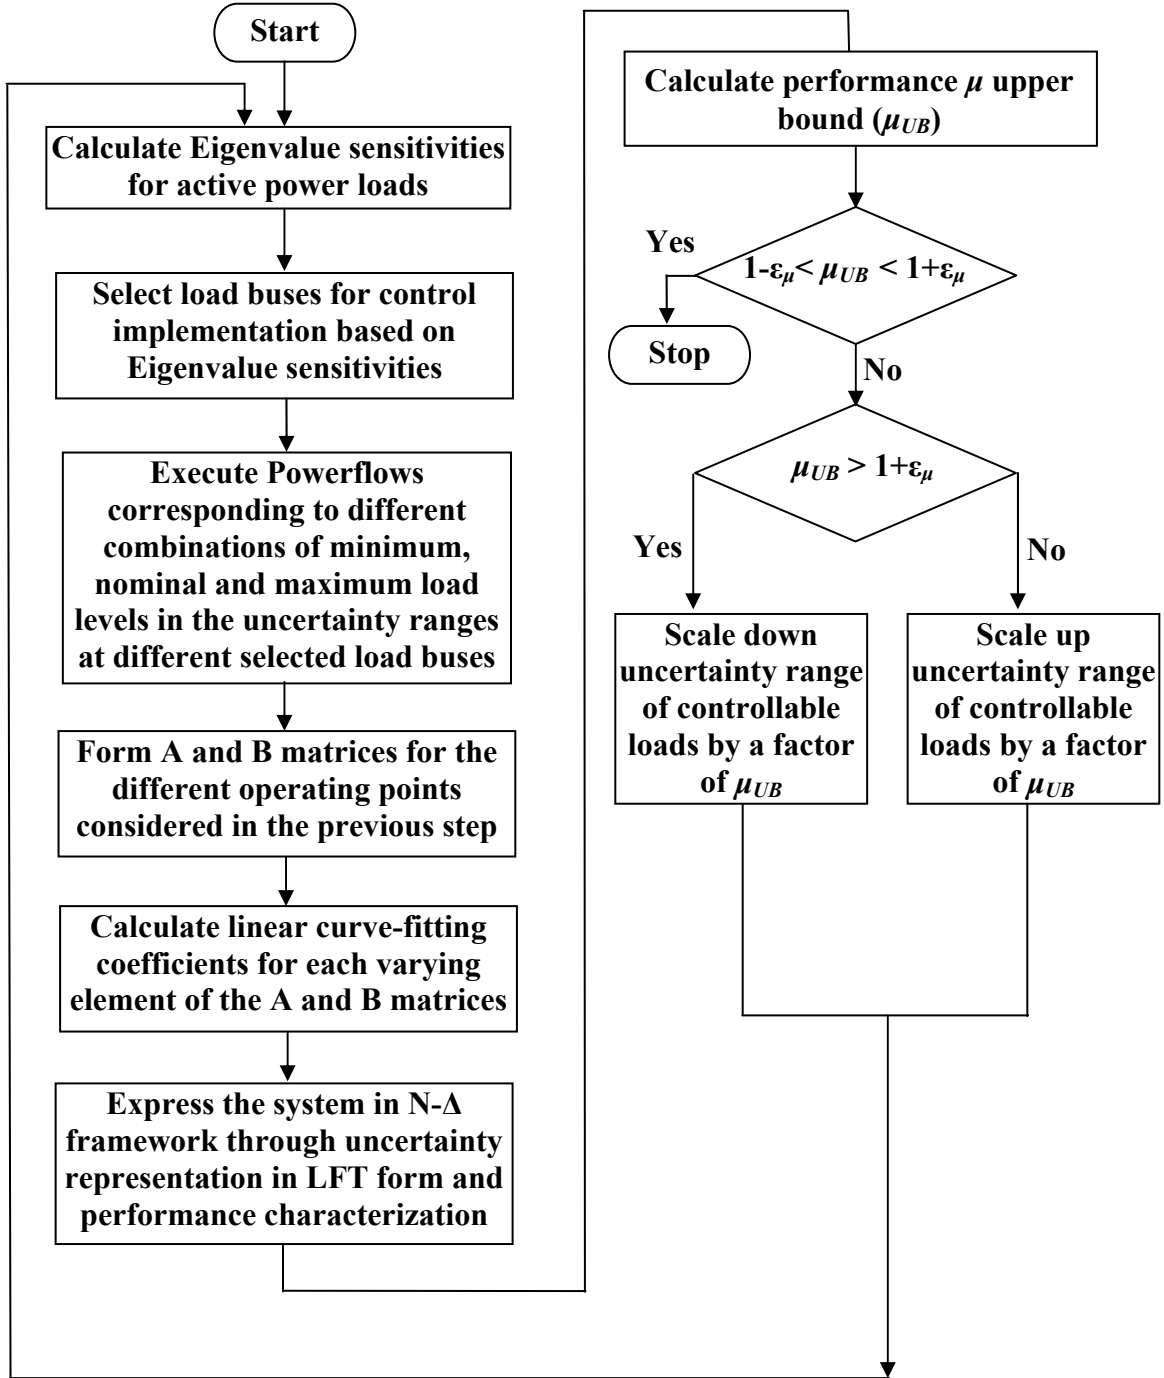 Start
Calculate Eigenvalue sensitivities
for active power loads
Select load buses for control
implementation based on
Eigenvalue sensitivities
Execute Powerflows
corresponding to different
combinations of minimum,
nominal and maximum load
levels in the uncertainty ranges
at different selected load buses
Form A and B matrices for the
different operating points
considered in the previous step
Calculate linear curve-fitting
coefficients for each varying
element of the A and B matrices
Express the system in N-Δ
framework through uncertainty
representation in LFT form and
performance characterization
Calculate performance μ upper
bound (μUB)
Yes
1-εμ< μUB < 1+εμ
Stop
No
μUB > 1+εμ
Yes
No
Scale down
uncertainty range
of controllable
loads by a factor
of μUB
Scale up
uncertainty range
of controllable
loads by a factor
of μUB